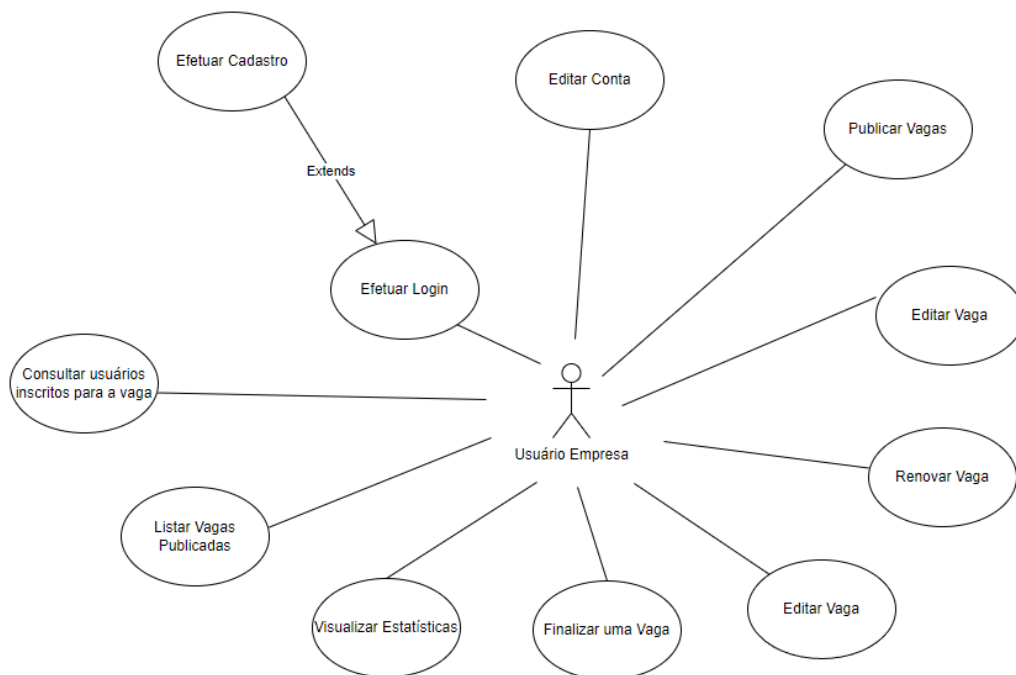 Efetuar Cadastro
Editar Conta
Publicar Vagas
Extends
Efetuar Login
Editar Vaga
Consultar usuários
inscritos para a vaga
Usuário Empresa
Renovar Vaga
Listar Vagas
Publicadas
Editar Vaga
Visualizar Estatísticas
Finalizar uma Vaga